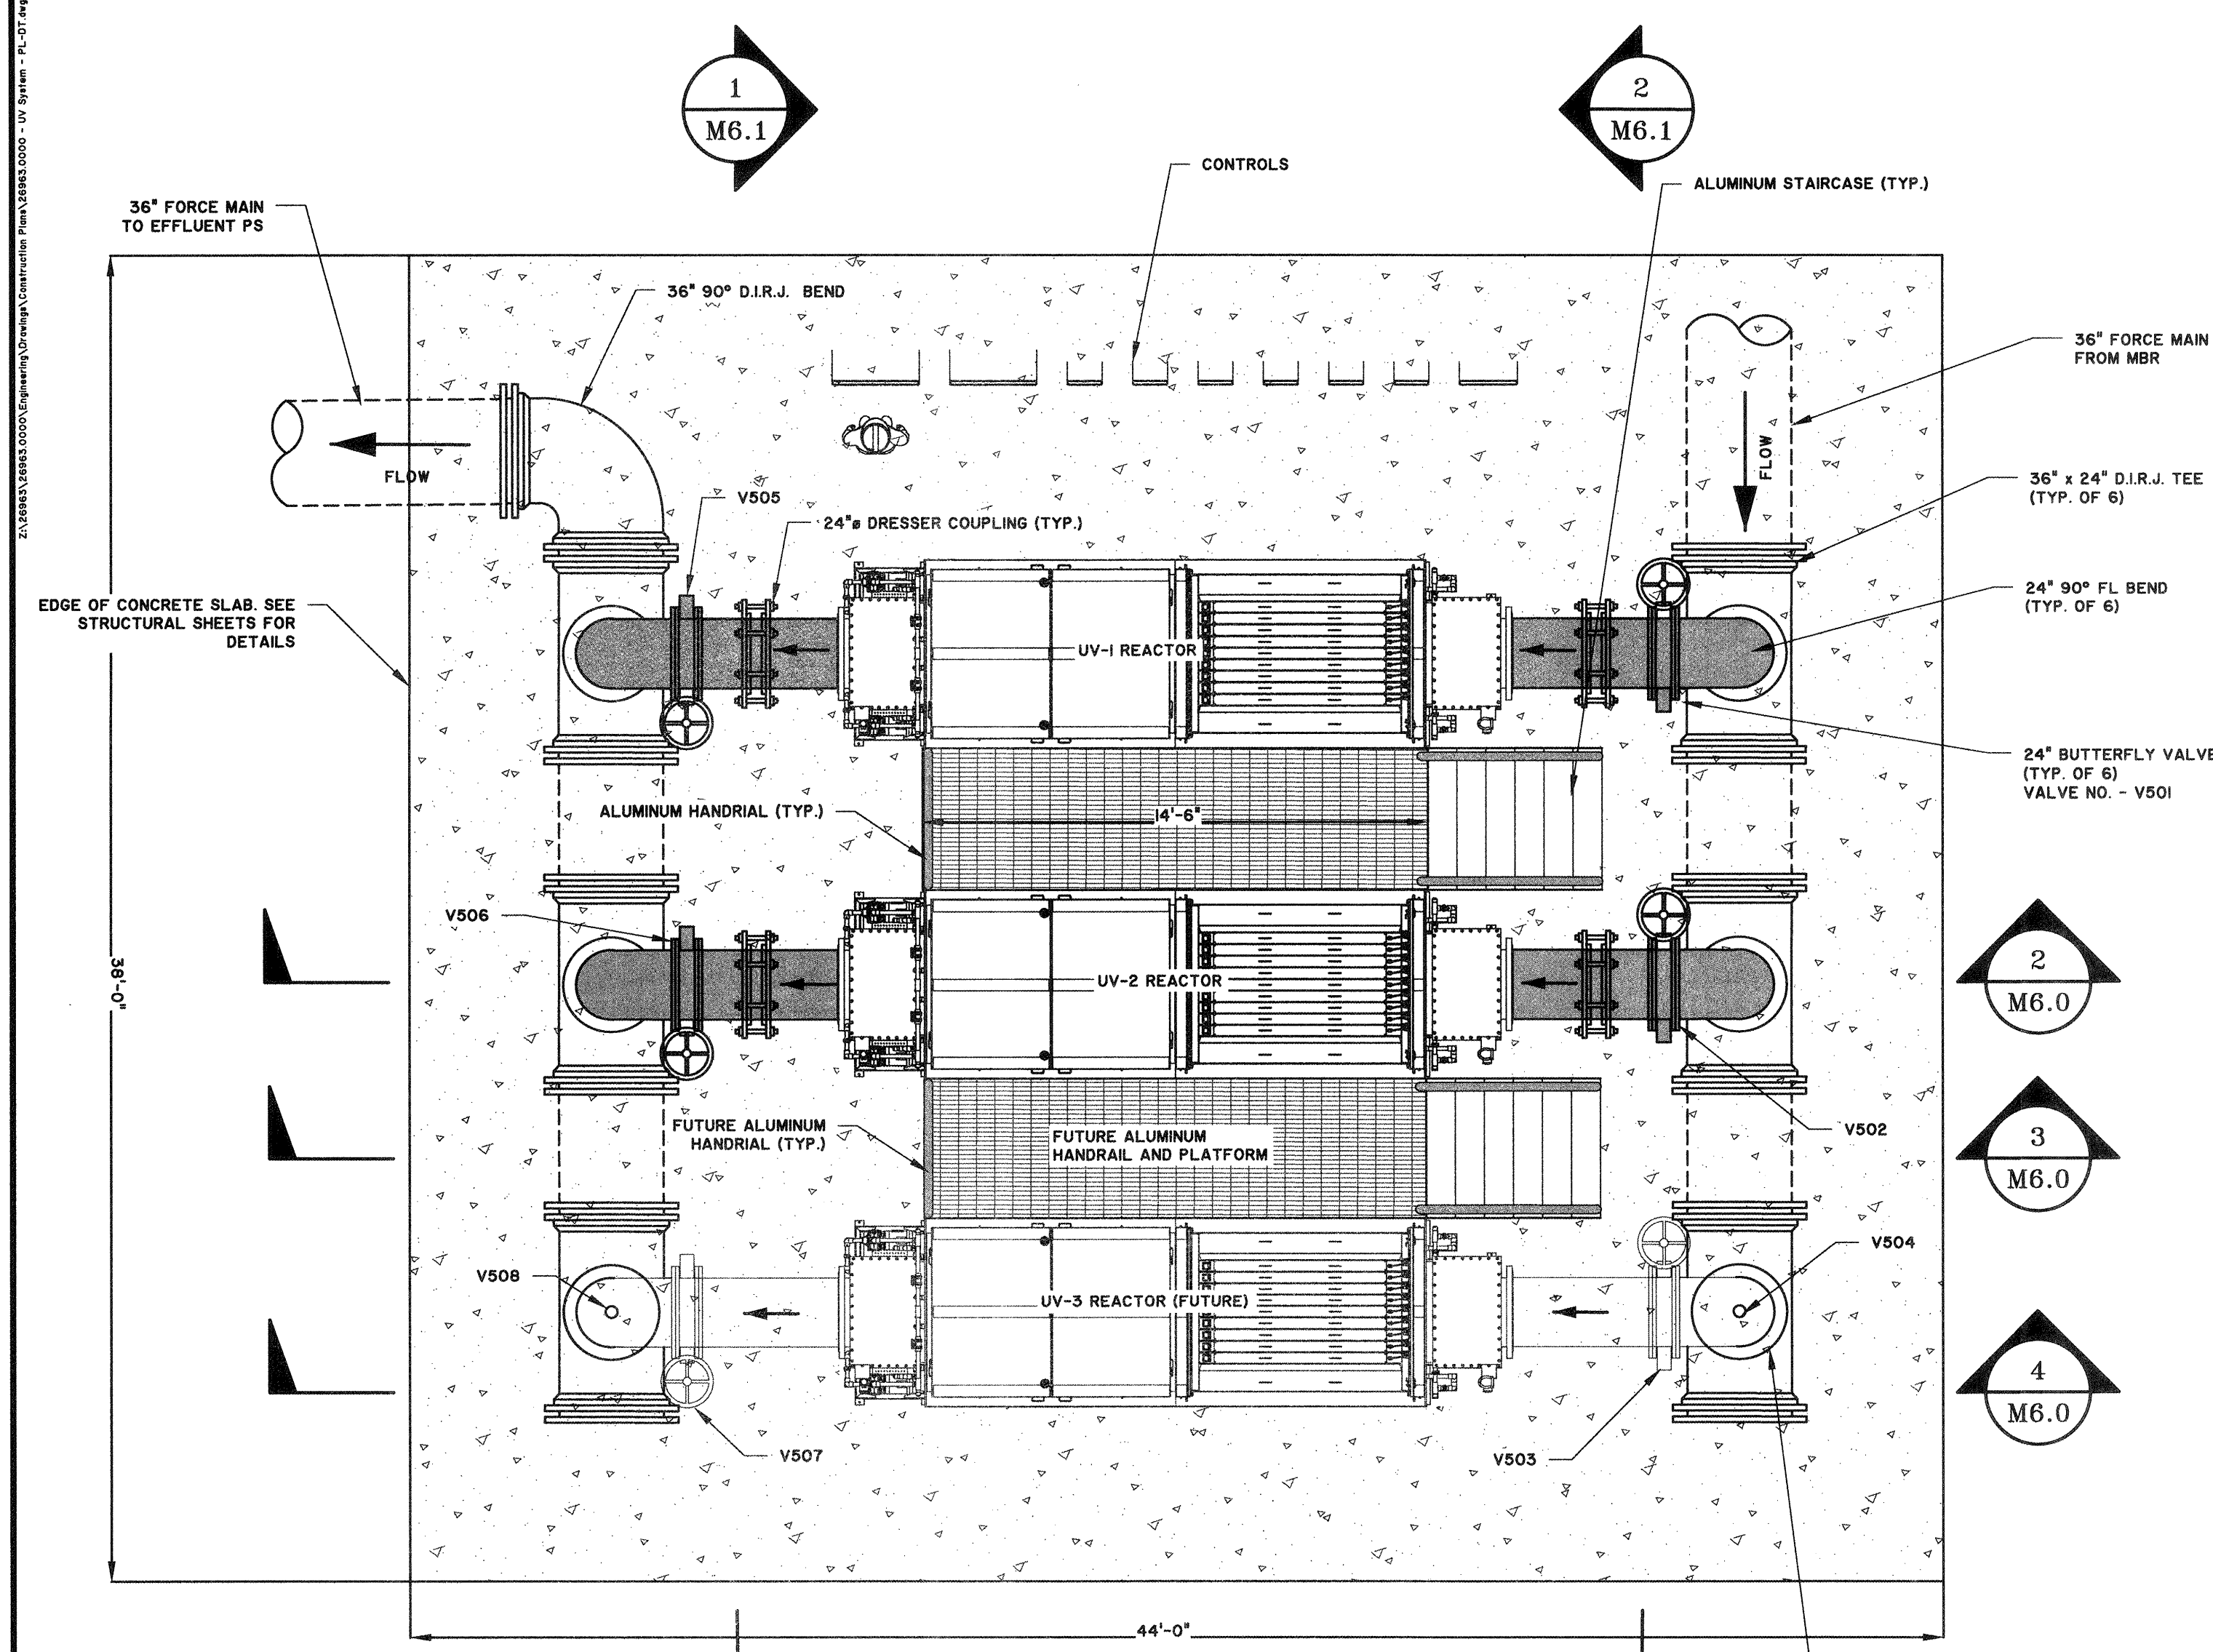 Z:\26963\26963.0000\Engineering\Drawings\Construction Plans\26963.0000 - UV System - PL-DT.dwg
1
M6.1
2
M6.1
CONTROLS
ALUMINUM STAIRCASE (TYP.)
36" FORCE MAIN
TO EFFLUENT PS
36" 90° D.I.R.J. BEND
36" FORCE MAIN
FROM MBR
FLOW
FLOW
36" x 24" D.I.R.J. TEE
(TYP. OF 6)
V505
24"ø DRESSER COUPLING (TYP.)
24" 90° FL BEND
(TYP. OF 6)
EDGE OF CONCRETE SLAB. SEE
STRUCTURAL SHEETS FOR
DETAILS
UV-1 REACTOR
24" BUTTERFLY VALVE
(TYP. OF 6)
VALVE NO. - V501
ALUMINUM HANDRIAL (TYP.)
14'-6"
V506
38'-0"
UV-2 REACTOR
2
M6.0
FUTURE ALUMINUM
HANDRIAL (TYP.)
FUTURE ALUMINUM
HANDRAIL AND PLATFORM
V502
3
M6.0
V508
UV-3 REACTOR (FUTURE)
V504
4
M6.0
V507
V503
44'-0"